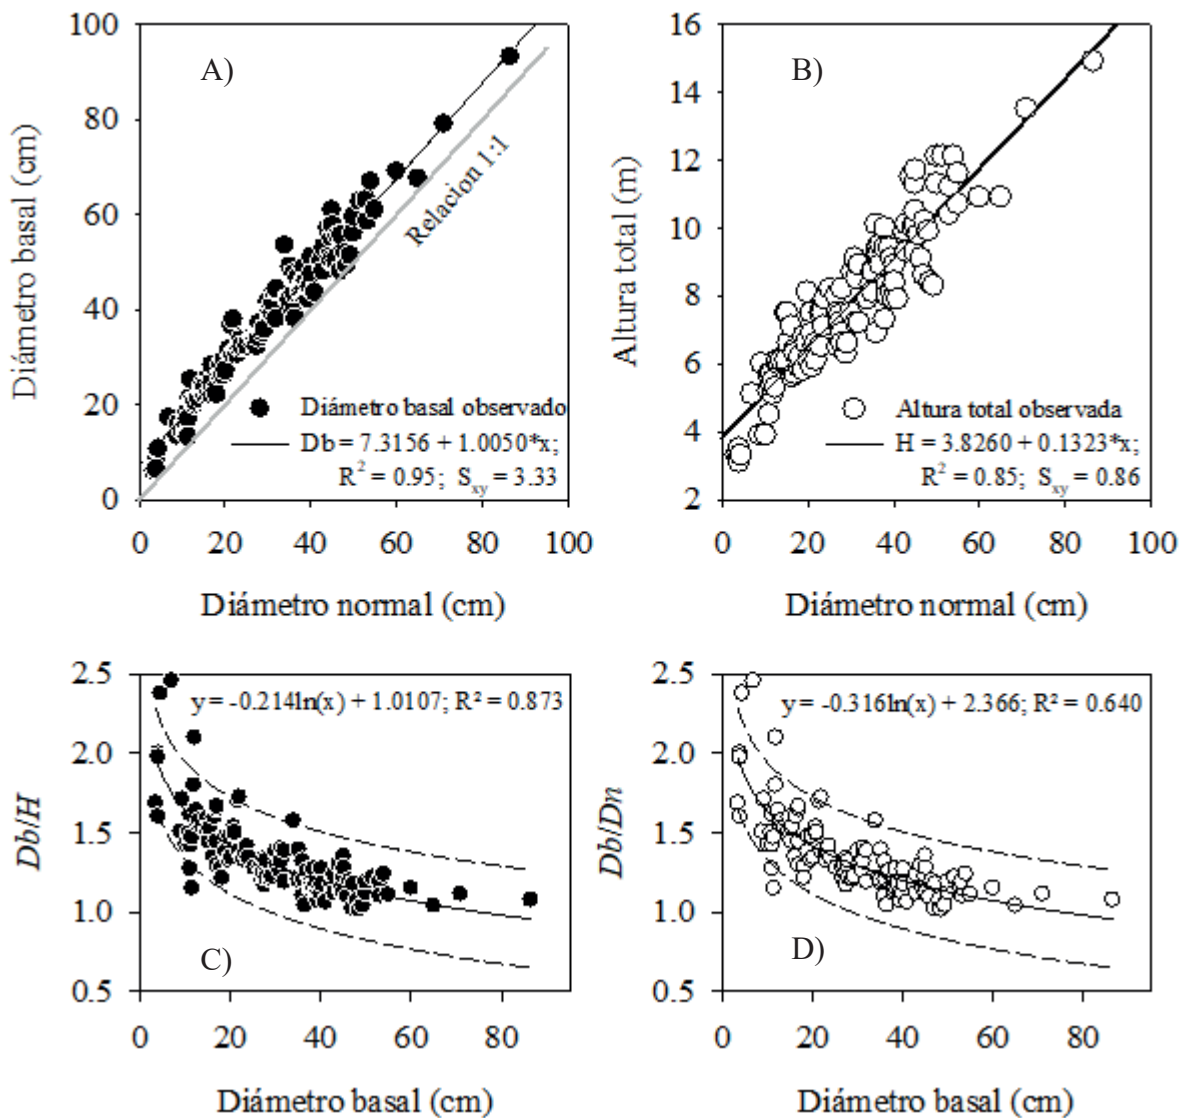 A)
100
80
60
40
20
0
Diámetro basal (cm)
Relacion 1:1
Diámetro basal observado
Db = 7.3156 + 1.0050*x;
R² = 0.95; Sxy = 3.33
0 20 40 60 80 100
Diámetro normal (cm)
B)
16
14
12
10
8
6
4
2
Altura total (m)
Altura total observada
H = 3.8260 + 0.1323*x;
R² = 0.85; Sxy = 0.86
0 20 40 60 80 100
Diámetro normal (cm)
2.5
2.0
1.5
1.0
0.5
Db/H
y = -0.214ln(x) + 1.0107; R² = 0.873
C)
0 20 40 60 80
Diámetro basal (cm)
2.5
2.0
1.5
1.0
0.5
Db/Dn
y = -0.316ln(x) + 2.366; R² = 0.640
D)
0 20 40 60 80
Diámetro basal (cm)